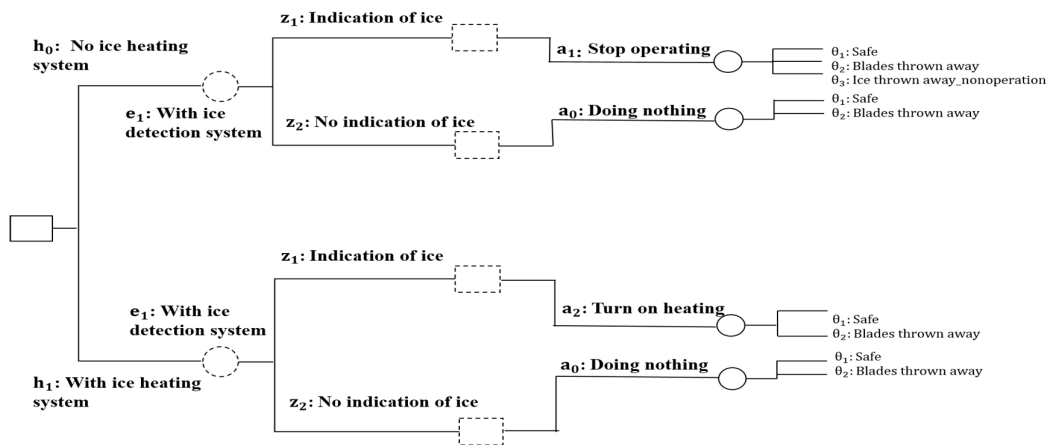 z₁: Indication of ice
h₀: No ice heating
system
a₁: Stop operating
θ₁: Safe
θ₂: Blades thrown away
θ₃: Ice thrown away_nonoperation
e₁: With ice
detection system
z₂: No indication of ice
a₀: Doing nothing
θ₁: Safe
θ₂: Blades thrown away
z₁: Indication of ice
e₁: With ice
detection system
a₂: Turn on heating
θ₁: Safe
θ₂: Blades thrown away
h₁: With ice heating
system
a₀: Doing nothing
θ₁: Safe
θ₂: Blades thrown away
z₂: No indication of ice